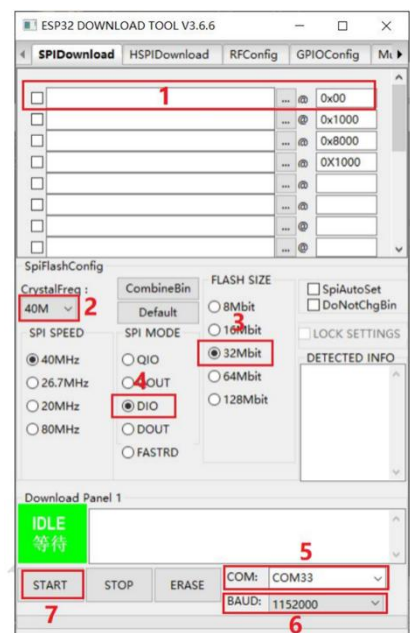 ESP32 DOWNLOAD TOOL V3.6.6
SPIDownload HSPIDownload RFConfig GPIOConfig
1
... @ 0x00
... @ 0x1000
... @ 0x8000
... @ 0X1000
... @
... @
... @
... @
SpiFlashConfig
CrystalFreq :
40M
2
CombineBin
Default
SPI SPEED
40MHz
26.7MHz
20MHz
80MHz
SPI MODE
QIO
4
DIO
DOUT
FASTRD
FLASH SIZE
8Mbit
16Mbit
3
32Mbit
64Mbit
128Mbit
SpiAutoSet
DoNotChgBin
LOCK SETTINGS
DETECTED INFO
Download Panel 1
IDLE
等待
5
START STOP ERASE
COM: COM33
BAUD: 1152000
7
6